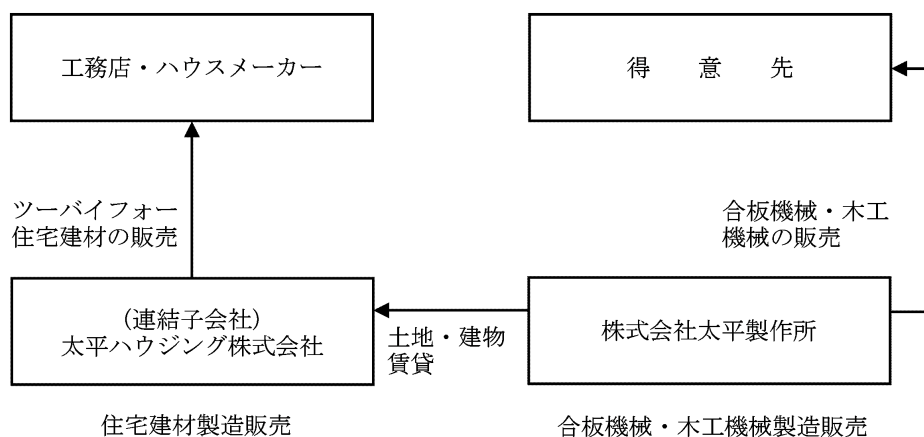 工務店・ハウスメーカー
得　意　先
ツーバイフォー
住宅建材の販売
合板機械・木工
機械の販売
(連結子会社)
太平ハウジング株式会社
土地・建物
賃貸
株式会社太平製作所
住宅建材製造販売
合板機械・木工機械製造販売